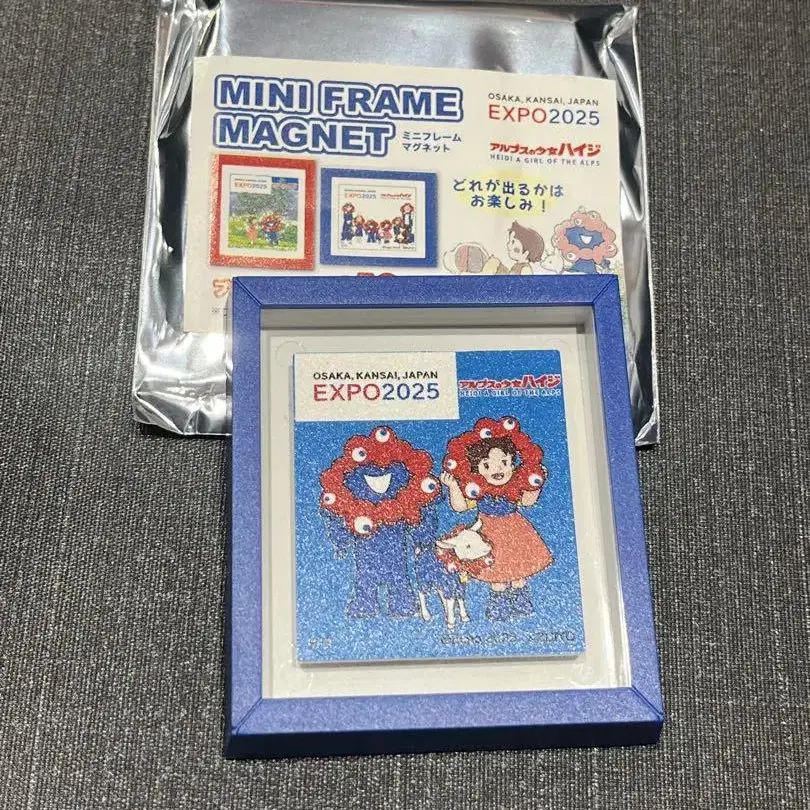 MINI FRAME
MAGNET
ミニフレーム
マグネット
OSAKA, KANSAI, JAPAN
EXPO2025
アルプスの少女ハイジ
HEIDI A GIRL OF THE ALPS
どれが出るかは
お楽しみ！
EXPO2025
EXPO2025
OSAKA, KANSAI, JAPAN
EXPO2025
アルプスの少女ハイジ
HEIDI A GIRL OF THE ALPS